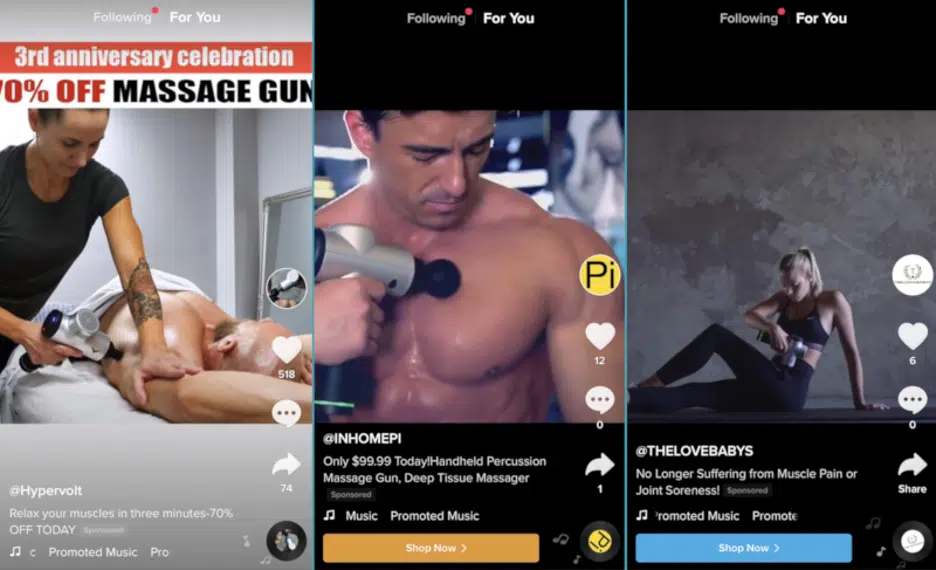 Following For You
3rd anniversary celebration
70% OFF MASSAGE GUN
518
74
@Hypervolt
Relax your muscles in three minutes-70%
OFF TODAY Sponsored
c Promoted Music Pro
Following For You
Pi
12
0
@INHOMEPI
Only $99.99 Today!Handheld Percussion
Massage Gun, Deep Tissue Massager
Sponsored
1
Music Promoted Music
Shop Now >
Following For You
6
0
@THELOVEBABYS
No Longer Suffering from Muscle Pain or
Joint Soreness! Sponsored
Share
romoted Music Promote
Shop Now >